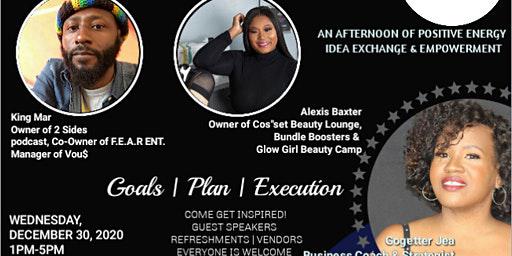 AN AFTERNOON OF POSITIVE ENERGY
IDEA EXCHANGE & EMPOWERMENT
King Mar
Owner of 2 Sides
podcast, Co-Owner of F.E.A.R ENT.
Manager of Vou$
Alexis Baxter
Owner of Cos"set Beauty Lounge,
Bundle Boosters &
Glow Girl Beauty Camp
Goals | Plan | Execution
WEDNESDAY,
DECEMBER 30, 2020
1PM-5PM
COME GET INSPIRED!
GUEST SPEAKERS
REFRESHMENTS | VENDORS
EVERYONE IS WELCOME
Gogetter Jea
Business Coach & Strategist